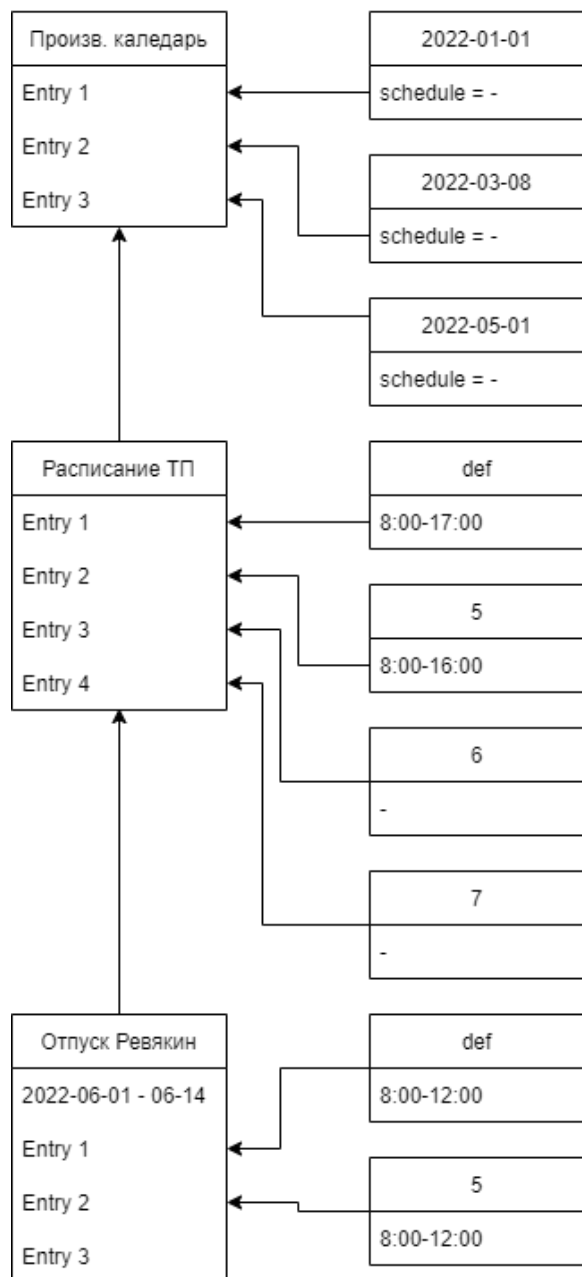 Произв. каледарь
Entry 1
Entry 2
Entry 3
2022-01-01
schedule = -
2022-03-08
schedule = -
2022-05-01
schedule = -
Расписание ТП
Entry 1
Entry 2
Entry 3
Entry 4
def
8:00-17:00
5
8:00-16:00
6
-
7
-
Отпуск Ревякин
2022-06-01 - 06-14
Entry 1
Entry 2
Entry 3
def
8:00-12:00
5
8:00-12:00